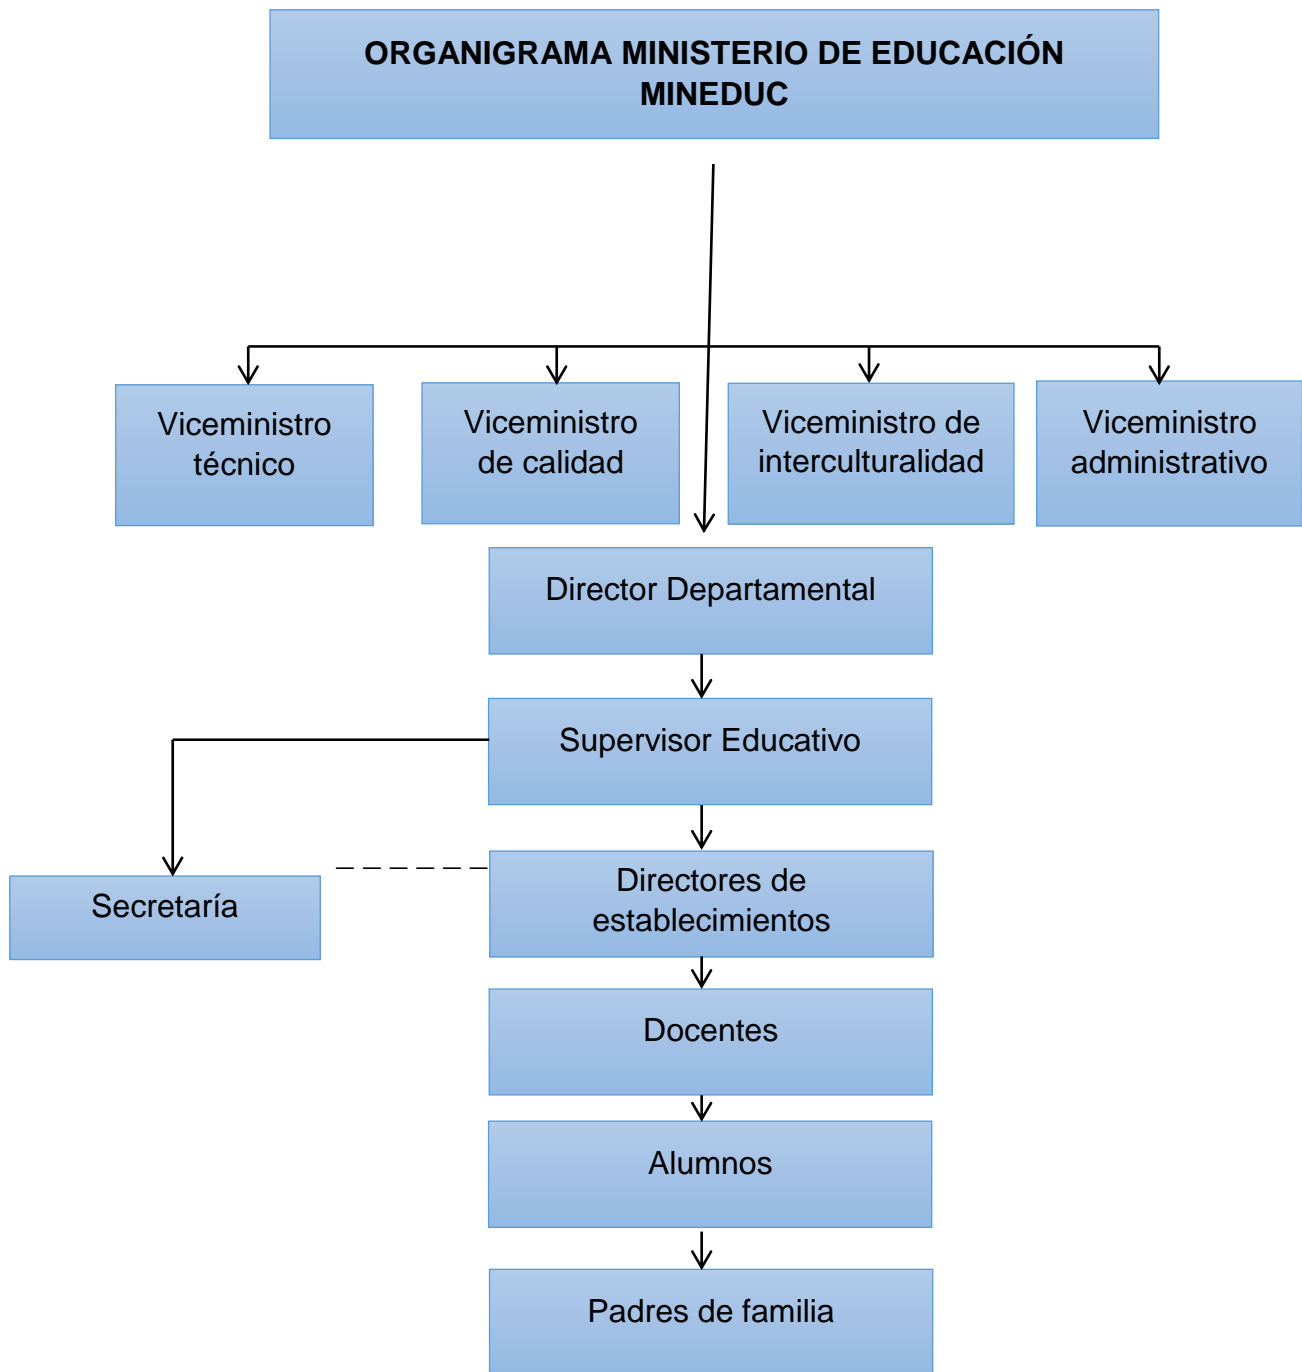 ORGANIGRAMA MINISTERIO DE EDUCACIÓN
MINEDUC
Viceministro
técnico
Viceministro
de calidad
Viceministro de
interculturalidad
Viceministro
administrativo
Director Departamental
Supervisor Educativo
Secretaría
Directores de
establecimientos
Docentes
Alumnos
Padres de familia